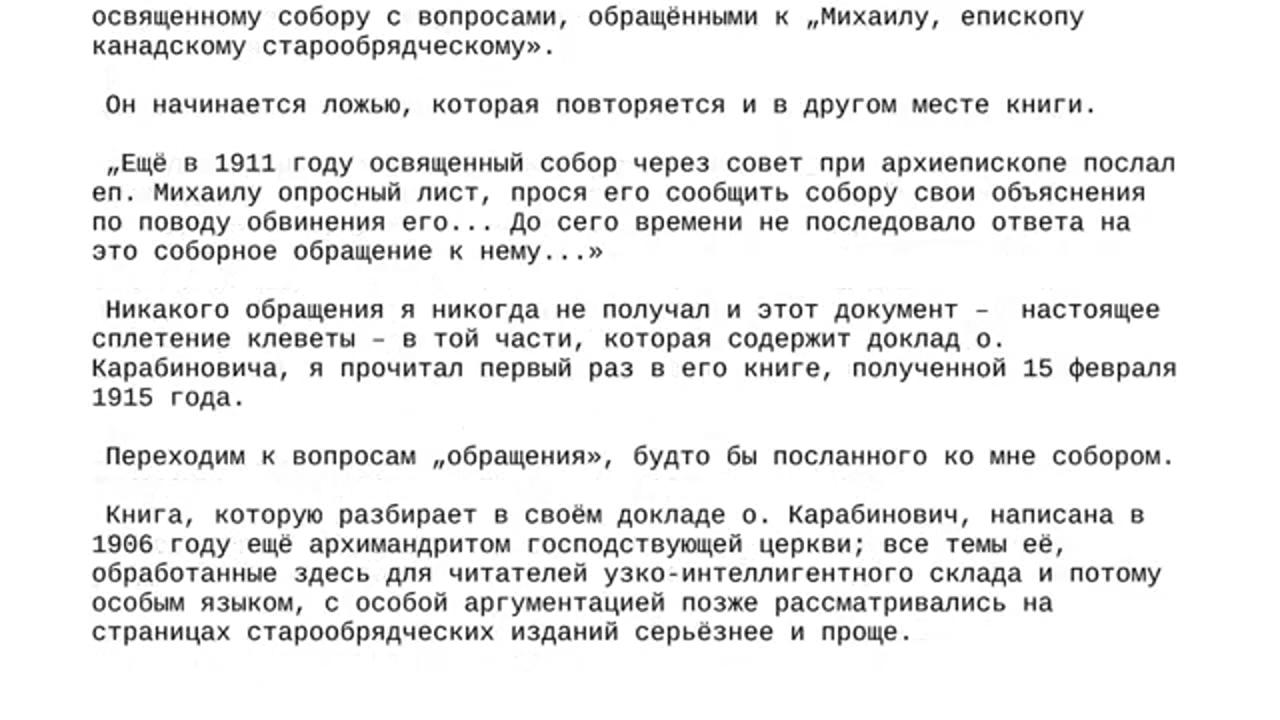 освященному собору с вопросами, обращёнными к „Михаилу, епископу
канадскому старообрядческому».
Он начинается ложью, которая повторяется и в другом месте книги.
„Ещё в 1911 году освященный собор через совет при архиепископе послал
еп. Михаилу опросный лист, прося его сообщить собору свои объяснения
по поводу обвинения его... До сего времени не последовало ответа на
это соборное обращение к нему...»
Никакого обращения я никогда не получал и этот документ – настоящее
сплетение клеветы – в той части, которая содержит доклад о.
Карабиновича, я прочитал первый раз в его книге, полученной 15 февраля
1915 года.
Переходим к вопросам „обращения», будто бы посланного ко мне собором.
Книга, которую разбирает в своём докладе о. Карабинович, написана в
1906 году ещё архимандритом господствующей церкви; все темы её,
обработанные здесь для читателей узко-интеллигентного склада и потому
особым языком, с особой аргументацией позже рассматривались на
страницах старообрядческих изданий серьёзнее и проще.